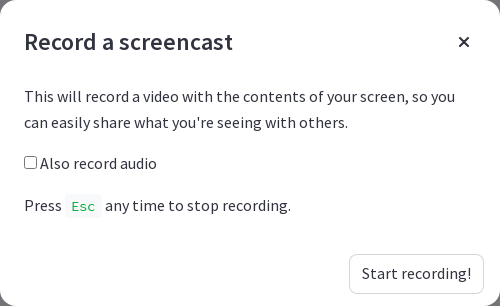 Record a screencast
This will record a video with the contents of your screen, so you
can easily share what you're seeing with others.
Also record audio
Press Esc any time to stop recording.
Start recording!